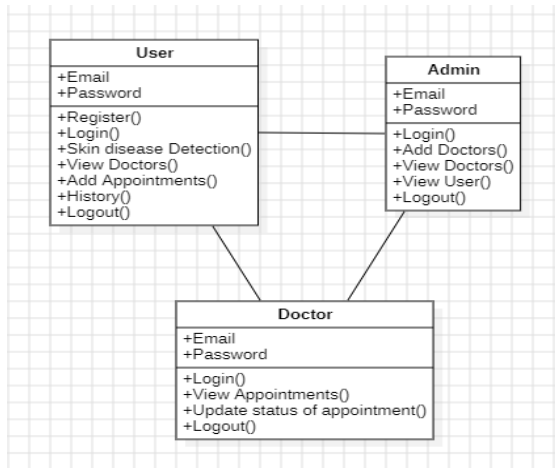 User
+Email
+Password
+Register()
+Login()
+Skin disease Detection()
+View Doctors()
+Add Appointments()
+History()
+Logout()
Admin
+Email
+Password
+Login()
+Add Doctors()
+View Doctors()
+View User()
+Logout()
Doctor
+Email
+Password
+Login()
+View Appointments()
+Update status of appointment()
+Logout()